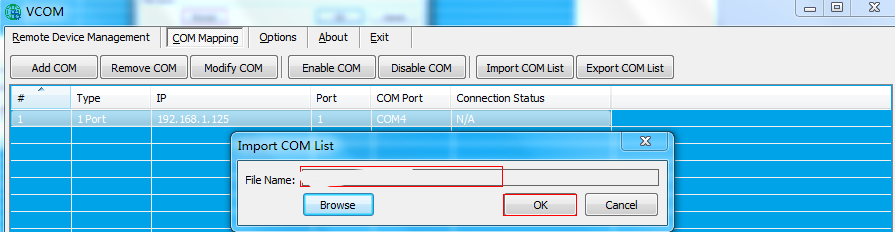 VCOM
Remote Device Management COM Mapping Options About Exit
Add COM Remove COM Modify COM Enable COM Disable COM Import COM List Export COM List
# Type IP Port COM Port Connection Status
1 1 Port 192.168.1.125 1 COM4 N/A
Import COM List
File Name:
Browse OK Cancel